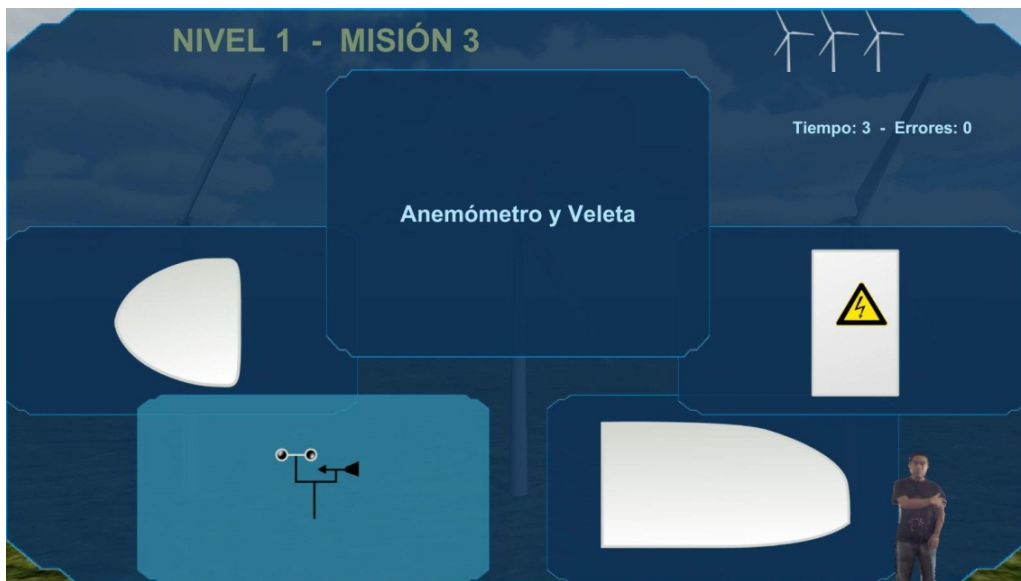 NIVEL 1 - MISIÓN 3
Tiempo: 3 - Errores: 0
Anemómetro y Veleta